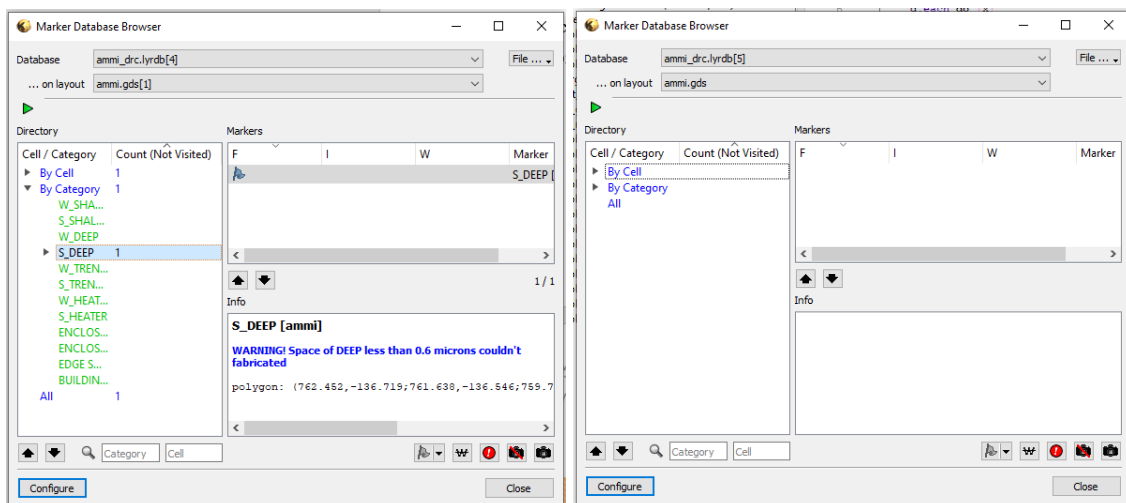 Marker Database Browser
Database ammi_drc.lyrdb[4] File ...
... on layout ammi.gds[1]
Directory
Markers
Cell / Category Count (Not Visited)
By Cell 1
By Category 1
W_SHA...
S_SHAL...
W_DEEP
S_DEEP 1
W_TREN...
S_TREN...
W_HEAT...
S_HEATER
ENCLOS...
ENCLOS...
EDGE S...
BUILDIN...
All 1
F I W Marker
S_DEEP [
1 / 1
Info
S_DEEP [ammi]
WARNING! Space of DEEP less than 0.6 microns couldn't
fabricated
polygon: (762.452,-136.719;761.638,-136.546;759.7
Category Cell
Configure Close
Marker Database Browser
Database ammi_drc.lyrdb[5] File ...
... on layout ammi.gds
Directory
Markers
Cell / Category Count (Not Visited)
By Cell
By Category
All
F I W Marker
Info
Category Cell
Configure Close